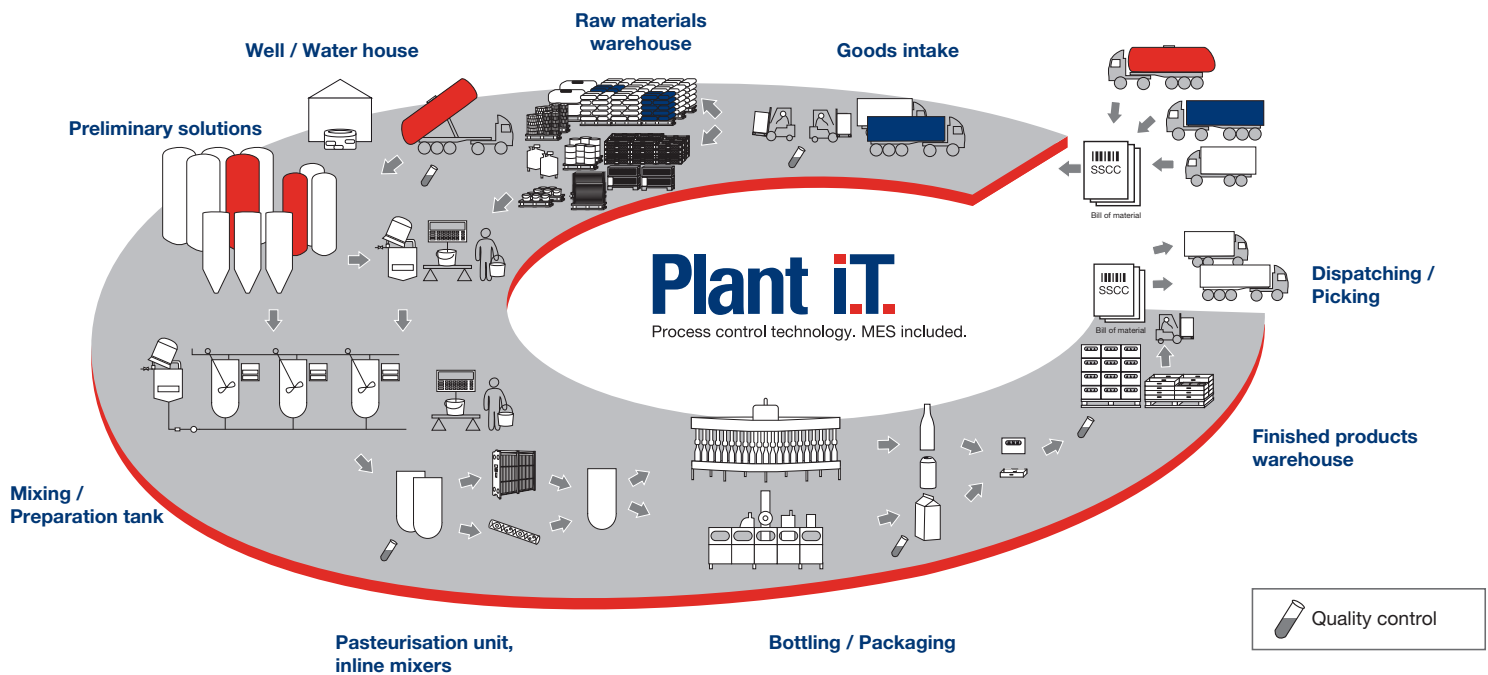 Raw materials
warehouse
Well / Water house
Goods intake
Preliminary solutions
SSCC
Bill of material
Plant i.T.
Process control technology. MES included.
SSCC
Bill of material
Dispatching /
Picking
Finished products
warehouse
Mixing /
Preparation tank
Pasteurisation unit,
inline mixers
Bottling / Packaging
Quality control